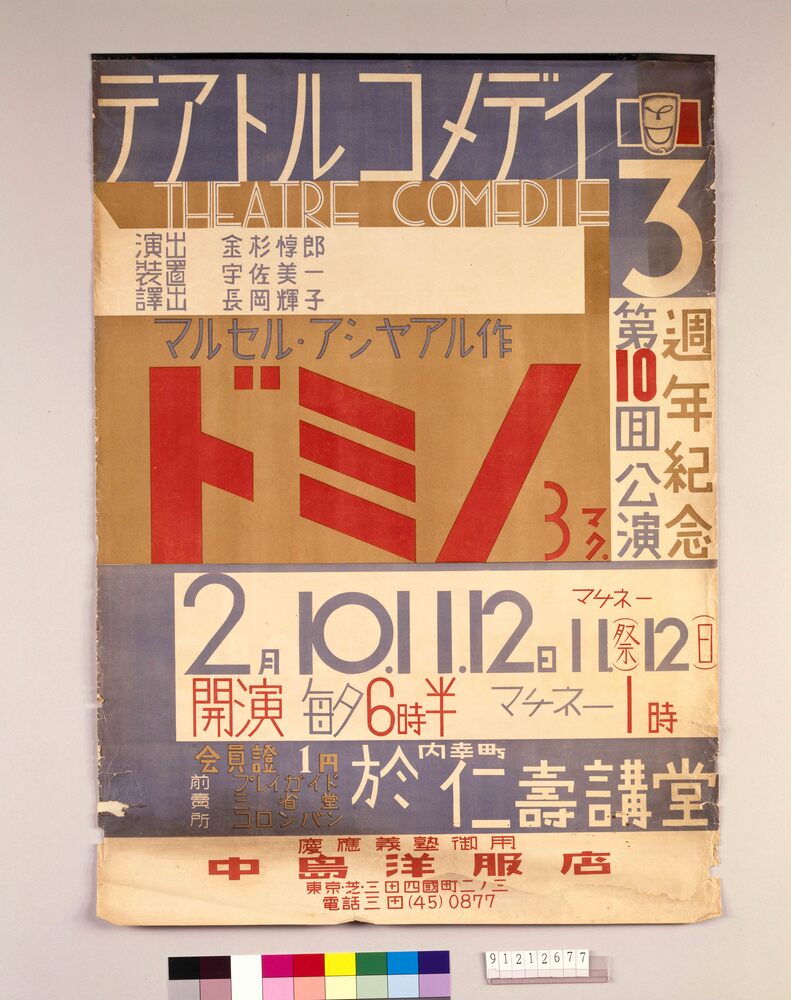 テアトルコメデイ
THEATRE COMEDIE
3
週年紀念
第10回公演
演出 金杉惇郎
装置 宇佐美一
譯出 長岡輝子
マルセル・アシヤアル作
ドミノ
3マク.
2月10.11.12日
マチネー
11.(祭)12(日)
開演 毎夕6時半 マチネー1時
会員證 1円
前賣所
プレイガイド
三省堂
コロンバン
於 内幸町 仁壽講堂
慶應義塾御用
中島洋服店
東京・芝・三田四國町二ノ三
電話三田(45)0877
91212677